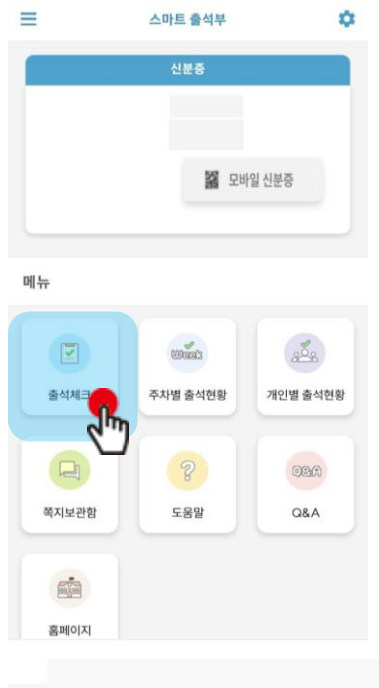 스마트 출석부
신분증
모바일 신분증
메뉴
출석체크
Week
주차별 출석현황
개인별 출석현황
Q&A
쪽지보관함
도움말
Q&A
홈페이지